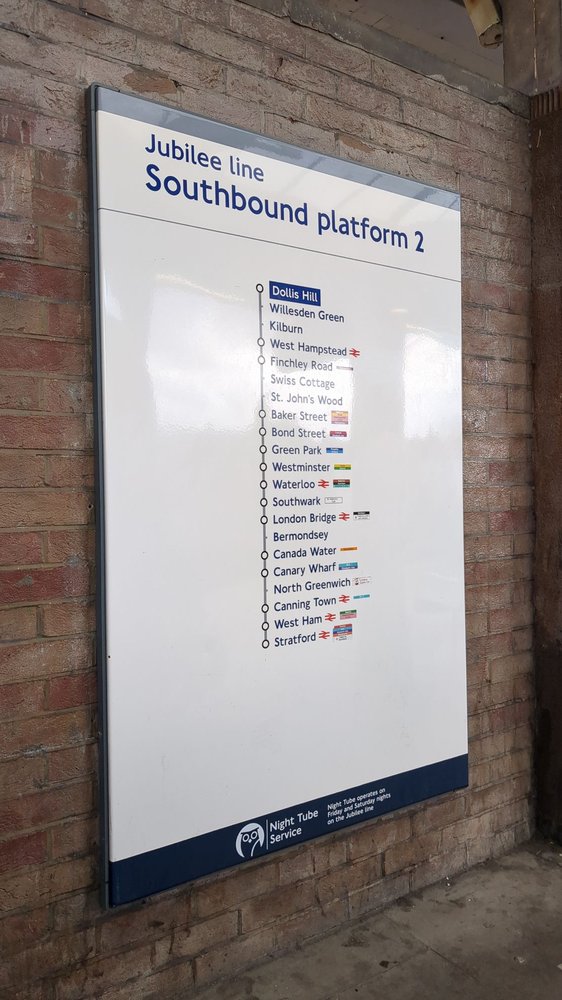 Jubilee line
Southbound platform 2
Dollis Hill
Willesden Green
Kilburn
West Hampstead
Finchley Road
Swiss Cottage
St. John's Wood
Baker Street
Bond Street
Green Park
Westminster
Waterloo
Southwark
London Bridge
Bermondsey
Canada Water
Canary Wharf
North Greenwich
Canning Town
West Ham
Stratford
Night Tube
Service
Night Tube operates on
Friday and Saturday nights
on the Jubilee line